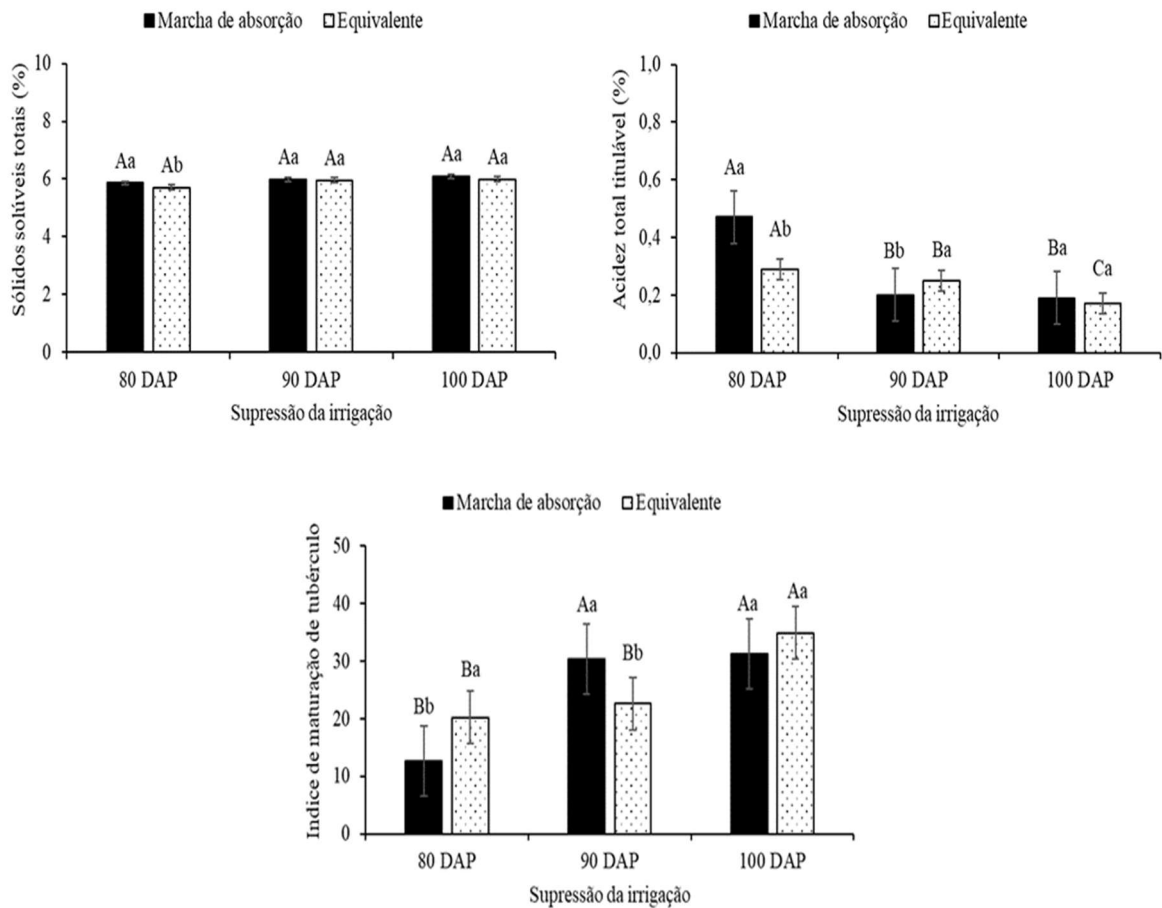 Marcha de absorção Equivalente
Sólidos solúveis totais (%)
10
8
6
4
2
0
Aa Ab Aa Aa Aa Aa
80 DAP 90 DAP 100 DAP
Supressão da irrigação
Marcha de absorção Equivalente
Acidez total titulável (%)
1,0
0,8
0,6
0,4
0,2
0,0
Aa Ab Bb Ba Ba Ca
80 DAP 90 DAP 100 DAP
Supressão da irrigação
Marcha de absorção Equivalente
Indice de maturação de tubérculo
50
40
30
20
10
0
Bb Ba Aa Bb Aa Aa
80 DAP 90 DAP 100 DAP
Supressão da irrigação